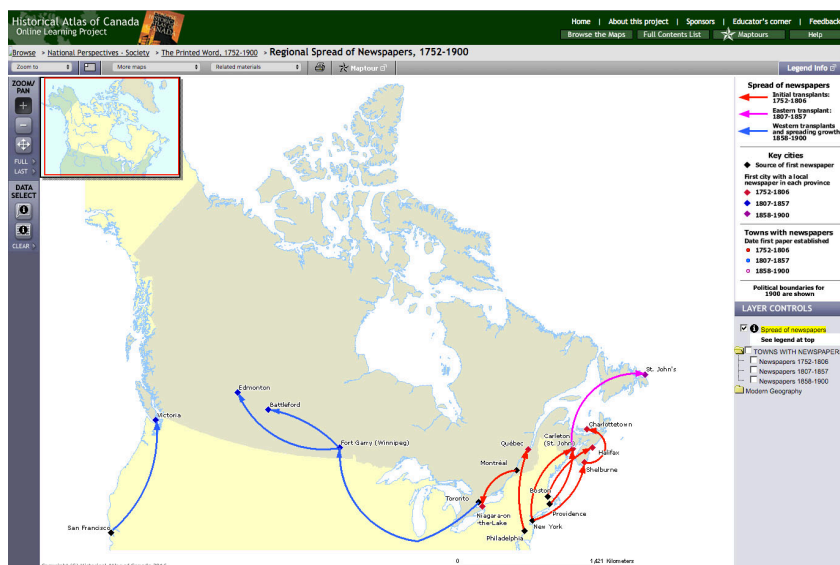 Historical Atlas of Canada
Online Learning Project
Home | About this project | Sponsors | Educator's corner | Feedback
Browse the Maps Full Contents List Maptours Help
Browse > National Perspectives - Society > The Printed Word, 1752-1900 > Regional Spread of Newspapers, 1752-1900
Zoom to More maps Related materials Maptour Legend Info
ZOOM/
PAN
FULL
LAST
DATA
SELECT
CLEAR
Spread of newspapers
Initial transplants:
1752-1806
Eastern transplant:
1807-1857
Western transplants
and spreading growth
1858-1900
Key cities
Source of first newspaper
First city with a local
newspaper in each province
1752-1806
1807-1857
1858-1900
Towns with newspapers
Date first paper established
1752-1806
1807-1857
1858-1900
Political boundaries for
1900 are shown
LAYER CONTROLS
Spread of newspapers
See legend at top
TOWNS WITH NEWSPAPERS
Newspapers 1752-1806
Newspapers 1807-1857
Newspapers 1858-1900
Modern Geography
St. John's
Edmonton
Battleford
Victoria
Charlottetown
Fort Garry (Winnipeg)
Québec
Carleton
(St. John)
Halifax
Montréal
Shelburne
Toronto
Boston
Niagara-on
-the-Lake
Providence
San Francisco
New York
Philadelphia
0 1,421 Kilometers